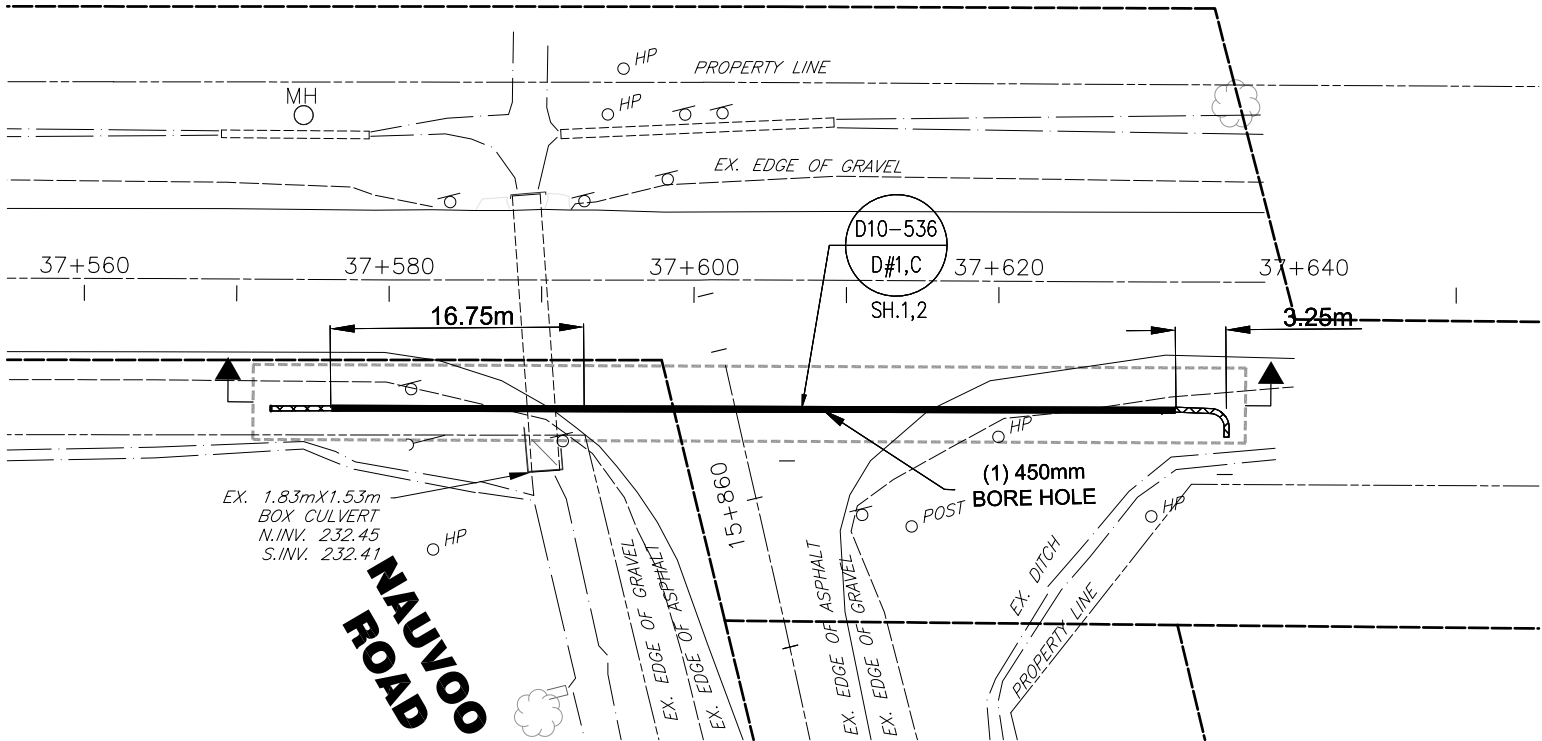 HP
PROPERTY LINE
MH
HP
EX. EDGE OF GRAVEL
D10-536
D#1,C
SH.1,2
37+560
37+580
37+600
37+620
37+640
16.75m
3.25m
HP
(1) 450mm
BORE HOLE
EX. 1.83mX1.53m
BOX CULVERT
N.INV. 232.45
S.INV. 232.41
HP
15+860
POST
HP
NAUVOO
ROAD
EX. EDGE OF GRAVEL
EX. EDGE OF ASPHALT
EX. EDGE OF ASPHALT
EX. EDGE OF GRAVEL
EX. DITCH
PROPERTY LINE